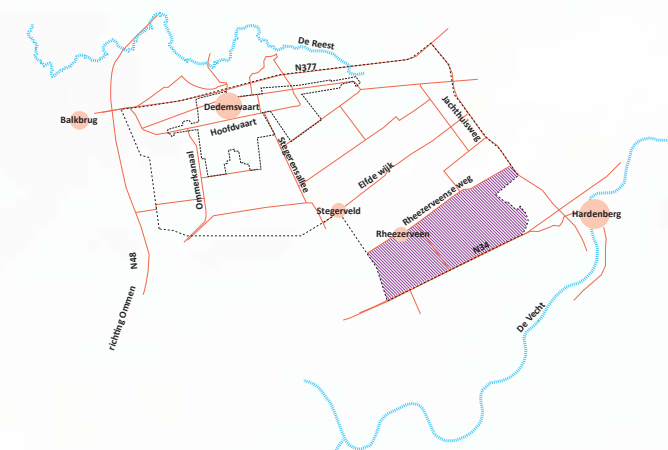 De Reest
N377
Dedemsvaart
Balkbrug
Hoofdvaart
Jachthuisweg
Stegerensallee
Ommerkanaal
Elfde wijk
Rheezerveense weg
Stegerveld
Hardenberg
Rheezerveen
N34
N48
richting Ommen
De Vecht